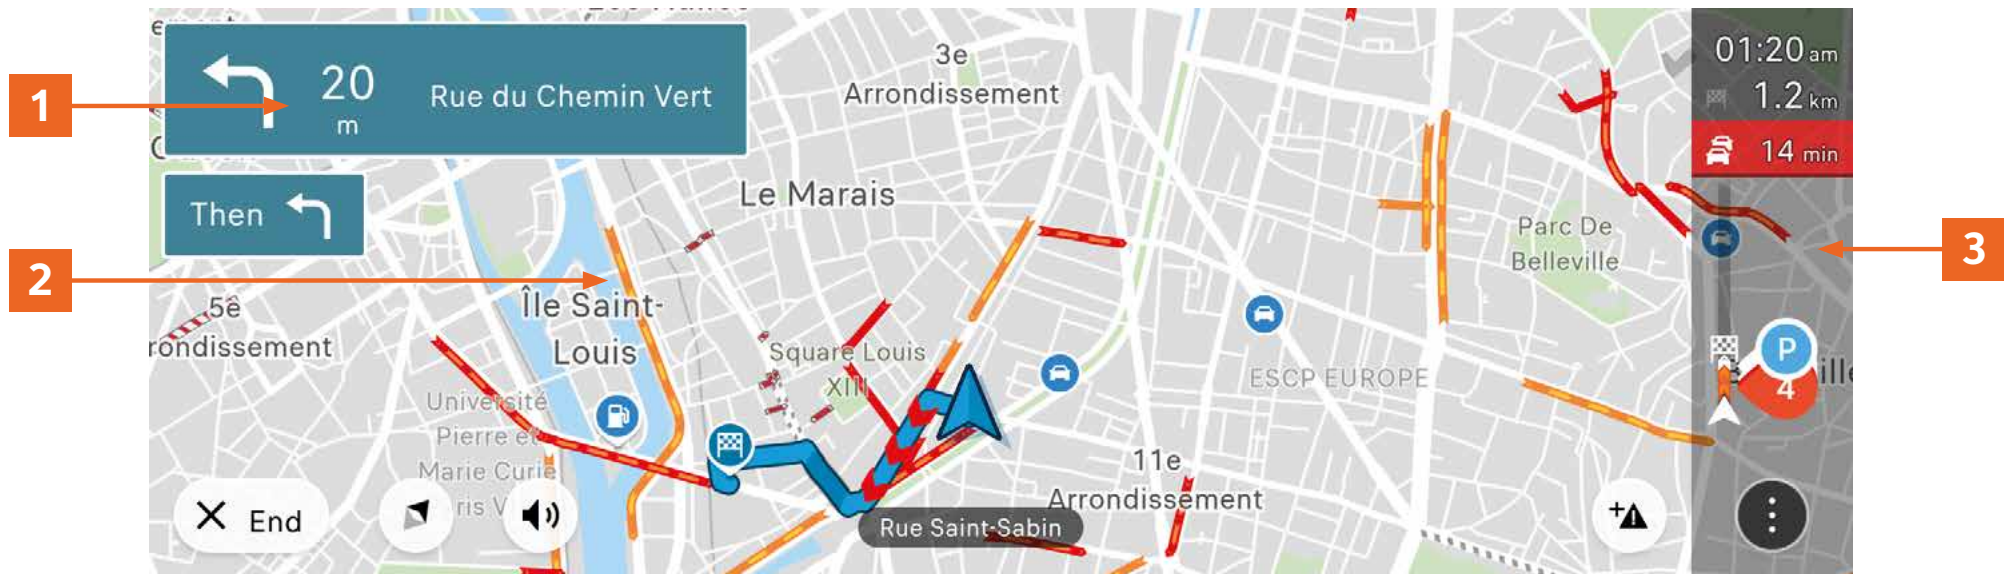 1
20
m
Rue du Chemin Vert
Then
2
3e
Arrondissement
Le Marais
Île Saint-
Louis
5e
rondissement
Square Louis
XIII
Université
Pierre et
Marie Curie
ris V
ESCP EUROPE
11e
Arrondissement
Rue Saint-Sabin
Parc De
Belleville
End
01:20 am
1.2 km
14 min
3
P
4
ille